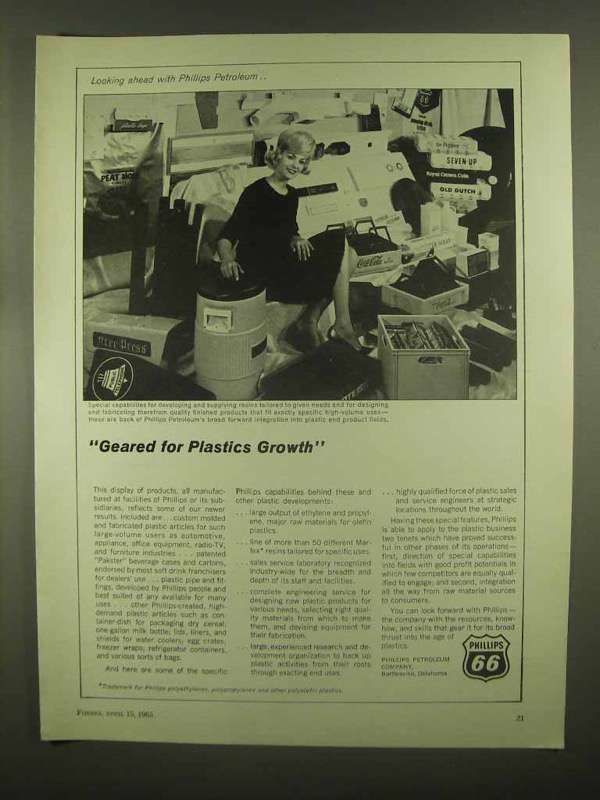 Looking ahead with Phillips Petroleum..
PEAT MOSS
66
SEVEN-UP
Royal Crown Cola
OLD DUTCH
Coca-Cola
Free Press
Special capabilities for developing and supplying resins tailored to given needs and for designing
and fabricating therefrom quality finished products that fit exactly specific high-volume uses—
these are back of Phillips Petroleum's broad forward integration into plastic end product fields.
"Geared for Plastics Growth"
This display of products, all manufac-
tured at facilities of Phillips or its sub-
sidiaries, reflects some of our newer
results. Included are...custom molded
and fabricated plastic articles for such
large-volume users as automotive,
appliance, office equipment, radio-TV,
and furniture industries ... patented
"Pakster" beverage cases and cartons,
endorsed by most soft drink franchisers
for dealers' use ... plastic pipe and fit-
tings, developed by Phillips people and
best suited of any available for many
uses ... other Phillips-created, high-
demand plastic articles such as con-
tainer-dish for packaging dry cereal;
one gallon milk bottle; lids, liners, and
shields for water coolers; egg crates;
freezer wraps; refrigerator containers,
and various sorts of bags.
And here are some of the specific
Phillips capabilities behind these and
other plastic developments:
...large output of ethylene and propyl-
ene, major raw materials for olefin
plastics.
...line of more than 50 different Mar-
lex* resins tailored for specific uses.
...sales service laboratory recognized
industry-wide for the breadth and
depth of its staff and facilities.
...complete engineering service for
designing new plastic products for
various needs, selecting right qual-
ity materials from which to make
them, and devising equipment for
their fabrication.
...large, experienced research and de-
velopment organization to back up
plastic activities from their roots
through exacting end uses.
...highly qualified force of plastic sales
and service engineers at strategic
locations throughout the world.
Having these special features, Phillips
is able to apply to the plastic business
two tenets which have proved success-
ful in other phases of its operations—
first, direction of special capabilities
into fields with good profit potentials in
which few competitors are equally qual-
ified to engage; and second, integration
all the way from raw material sources
to consumers.
You can look forward with Phillips—
the company with the resources, know-
how, and skills that gear it for its broad
thrust into the age of
plastics.
PHILLIPS PETROLEUM
COMPANY,
Bartlesville, Oklahoma
PHILLIPS
66
*Trademark for Phillips polyethylenes, polypropylenes and other polyolefin plastics.
Forbes, april 15, 1965
21